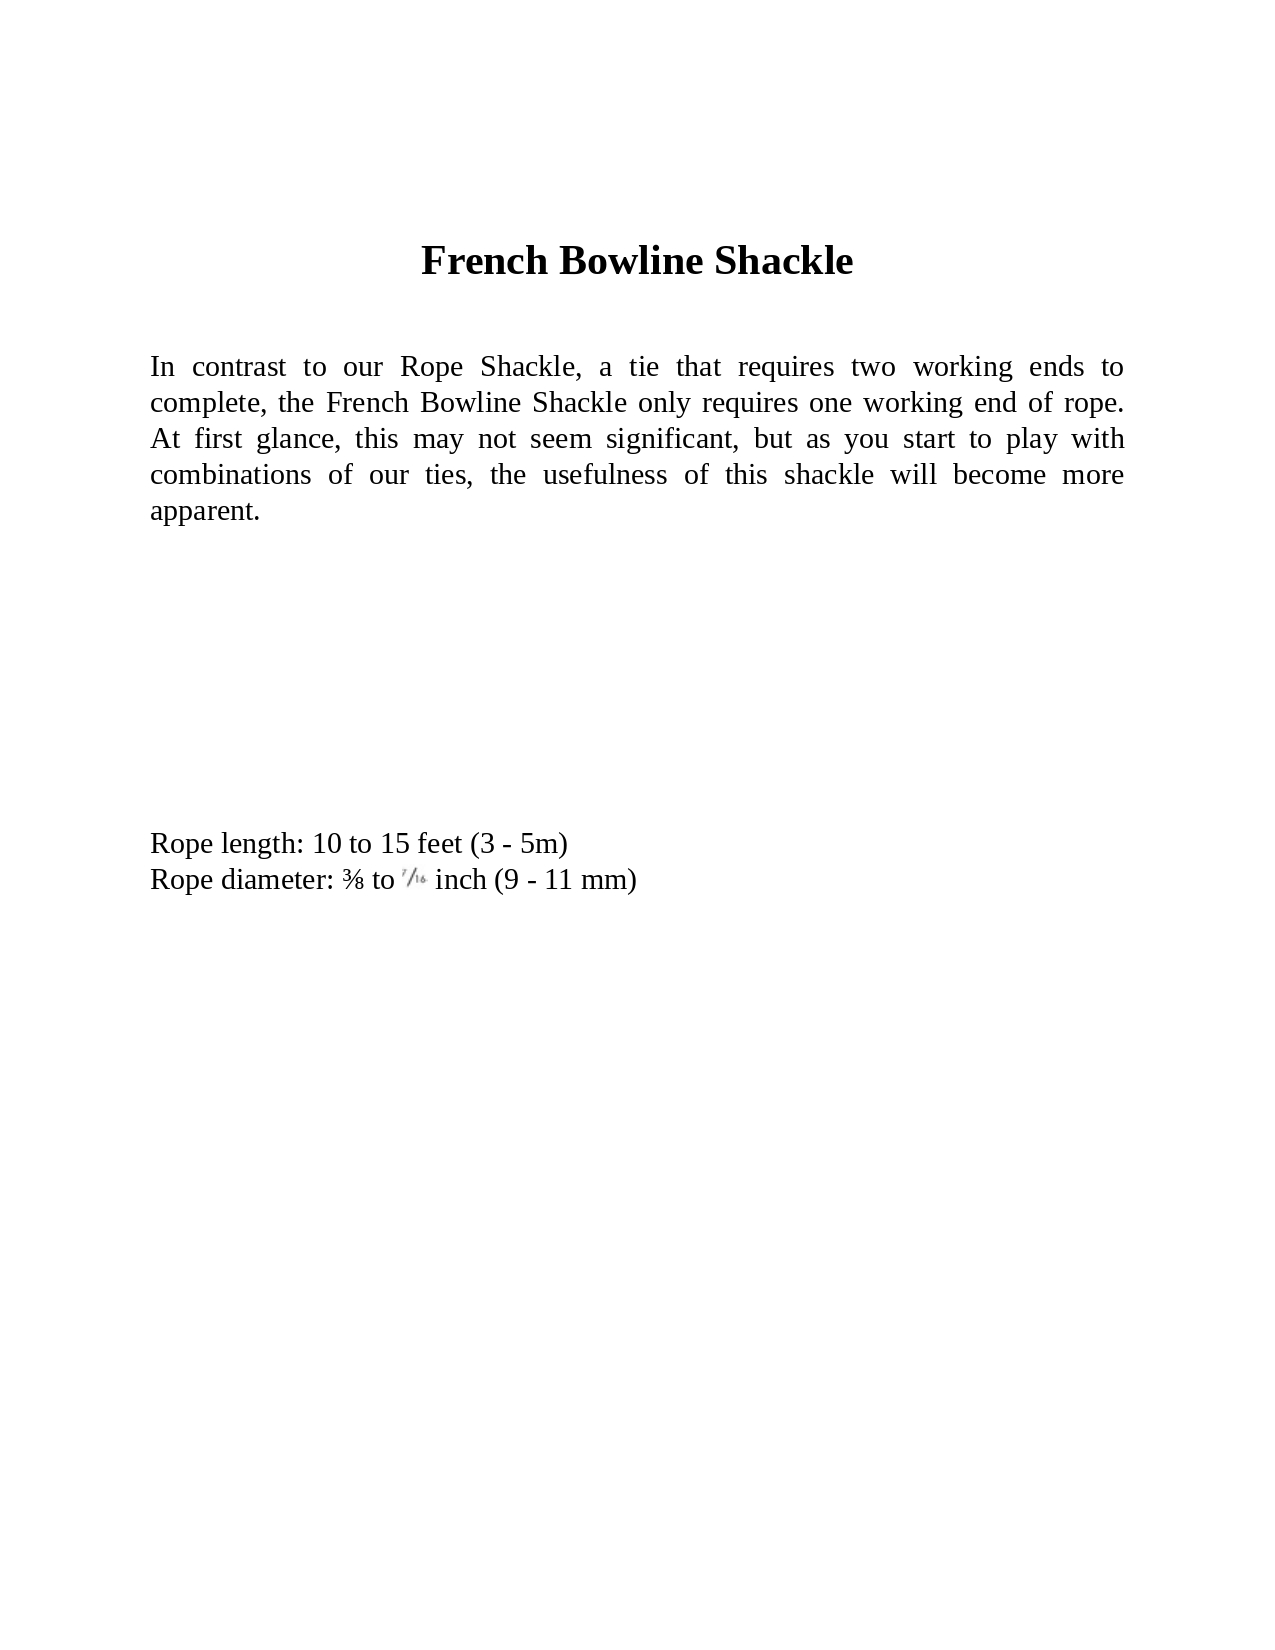 French Bowline Shackle
In contrast to our Rope Shackle, a tie that requires two working ends to
complete, the French Bowline Shackle only requires one working end of rope.
At first glance, this may not seem significant, but as you start to play with
combinations of our ties, the usefulness of this shackle will become more
apparent.
Rope length: 10 to 15 feet (3 - 5m)
Rope diameter: ⅜ to 7/16 inch (9 - 11 mm)